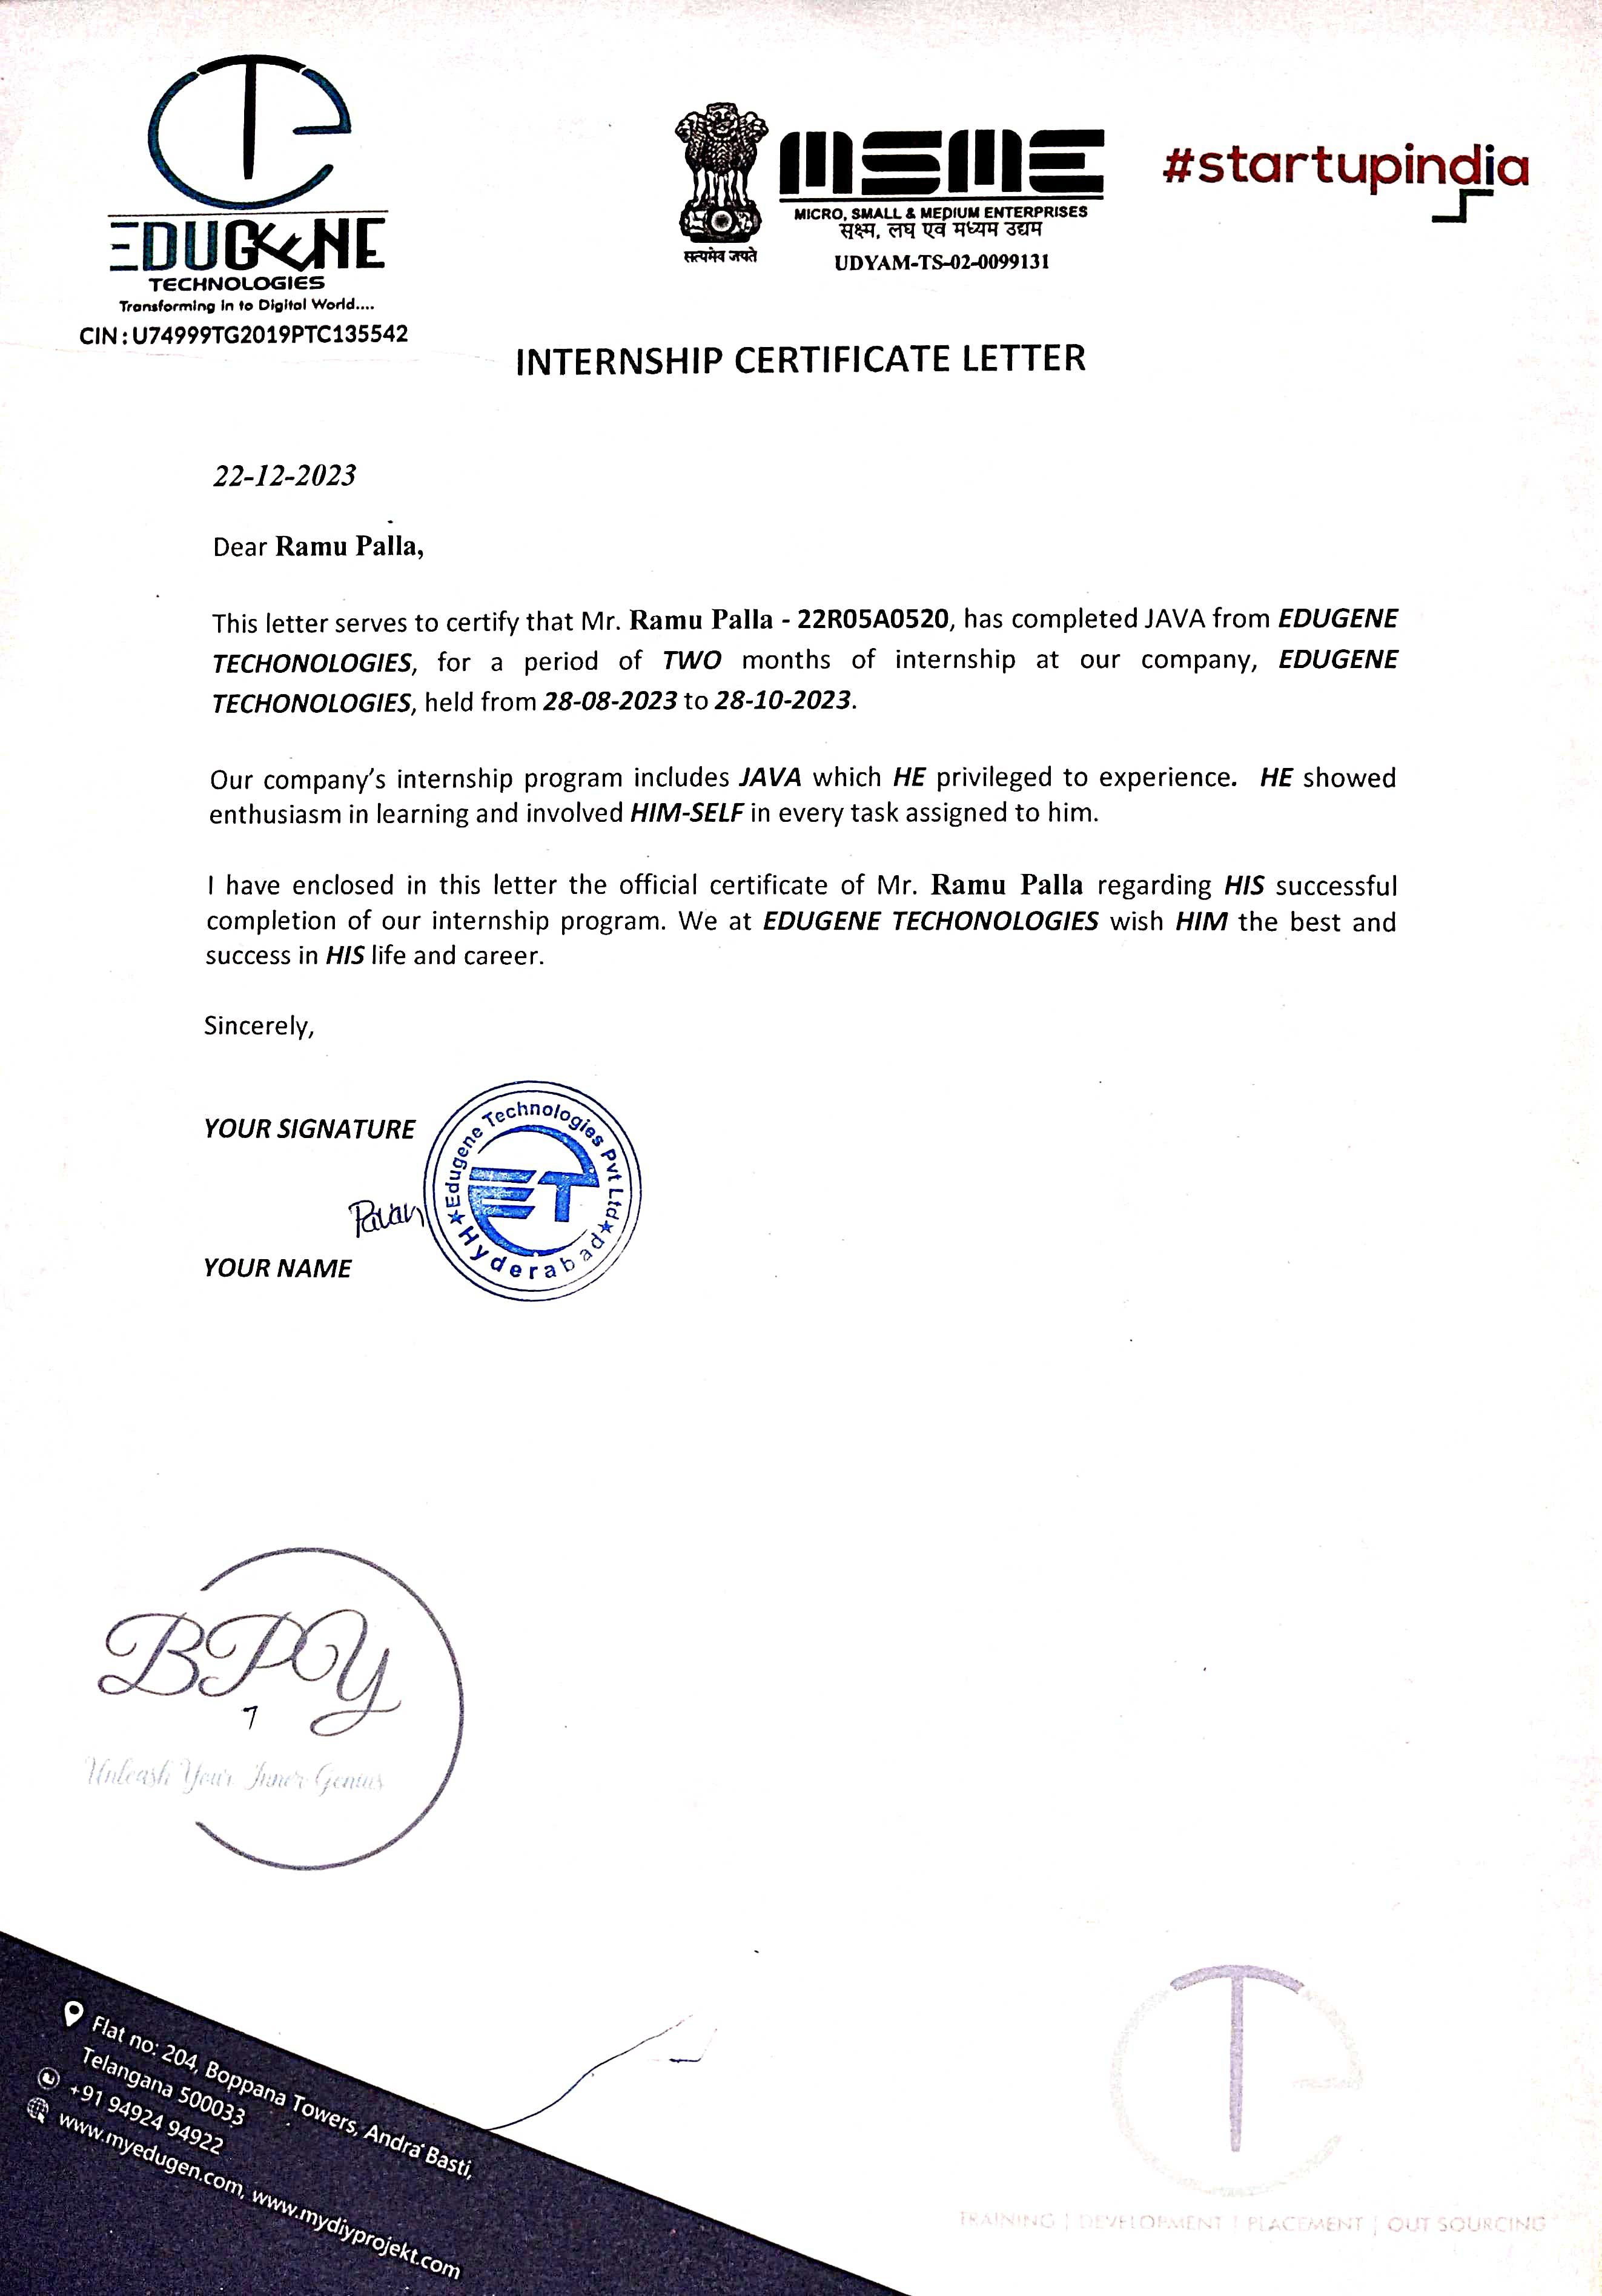 EDUGENE
TECHNOLOGIES
Transforming In to Digital World....
CIN : U74999TG2019PTC135542
सत्यमेव जयते
MSME
MICRO, SMALL & MEDIUM ENTERPRISES
सूक्ष्म, लघु एवं मध्यम उद्यम
UDYAM-TS-02-0099131
#startupindia
INTERNSHIP CERTIFICATE LETTER
22-12-2023
Dear Ramu Palla,
This letter serves to certify that Mr. Ramu Palla - 22R05A0520, has completed JAVA from EDUGENE
TECHONOLOGIES, for a period of TWO months of internship at our company, EDUGENE
TECHONOLOGIES, held from 28-08-2023 to 28-10-2023.
Our company's internship program includes JAVA which HE privileged to experience. HE showed
enthusiasm in learning and involved HIM-SELF in every task assigned to him.
I have enclosed in this letter the official certificate of Mr. Ramu Palla regarding HIS successful
completion of our internship program. We at EDUGENE TECHONOLOGIES wish HIM the best and
success in HIS life and career.
Sincerely,
YOUR SIGNATURE
Pavan
YOUR NAME
Edugene Technologies Pvt Ltd
ET
Hyderabad
BPY
7
Unleash Your Inner Genius
Flat no: 204, Boppana Towers, Andra Basti,
Telangana 500033
+91 94924 94922
www.myedugen.com, www.mydiyprojekt.com
TRAINING | DEVELOPMENT | PLACEMENT | OUT SOURCING